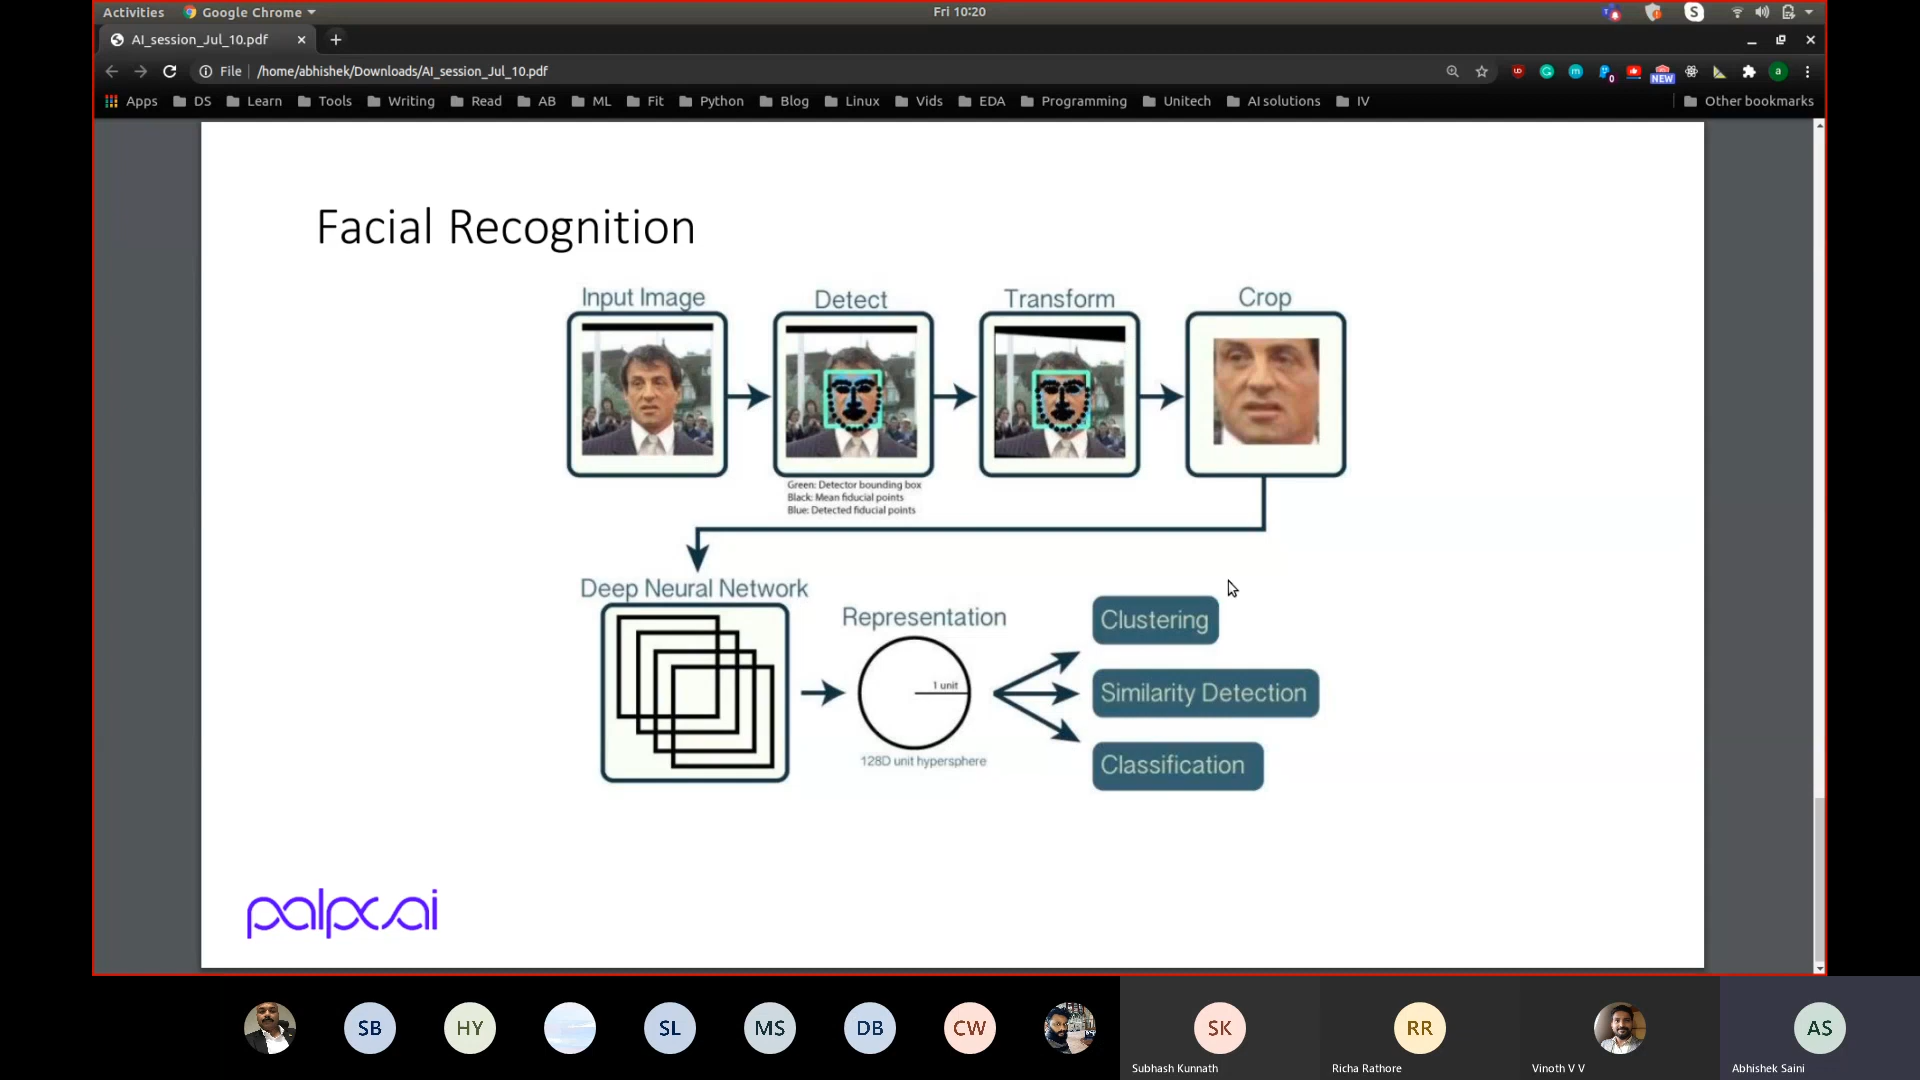 Activities Google Chrome Fri 10:20
AI_session_Jul_10.pdf
File /home/abhishek/Downloads/AI_session_Jul_10.pdf
NEW
a
Apps DS Learn Tools Writing Read AB ML Fit Python Blog Linux Vids EDA Programming Unitech AI solutions IV Other bookmarks
Facial Recognition
Input Image Detect Transform Crop
Green: Detector bounding box
Black: Mean fiducial points
Blue: Detected fiducial points
Deep Neural Network
Representation
1 unit
128D unit hypersphere
Clustering
Similarity Detection
Classification
palpx.ai
SB HY SL MS DB CW SK RR AS
Subhash Kunnath Richa Rathore Vinoth V V Abhishek Saini